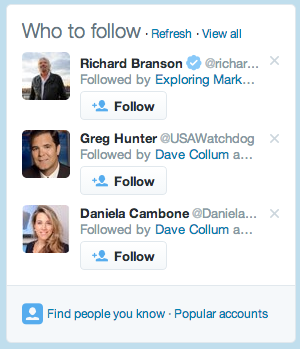 Who to follow · Refresh · View all
Richard Branson @richar...
Followed by Exploring Mark...
Follow
Greg Hunter @USAWatchdog
Followed by Dave Collum a...
Follow
Daniela Cambone @Daniela...
Followed by Dave Collum a...
Follow
Find people you know · Popular accounts